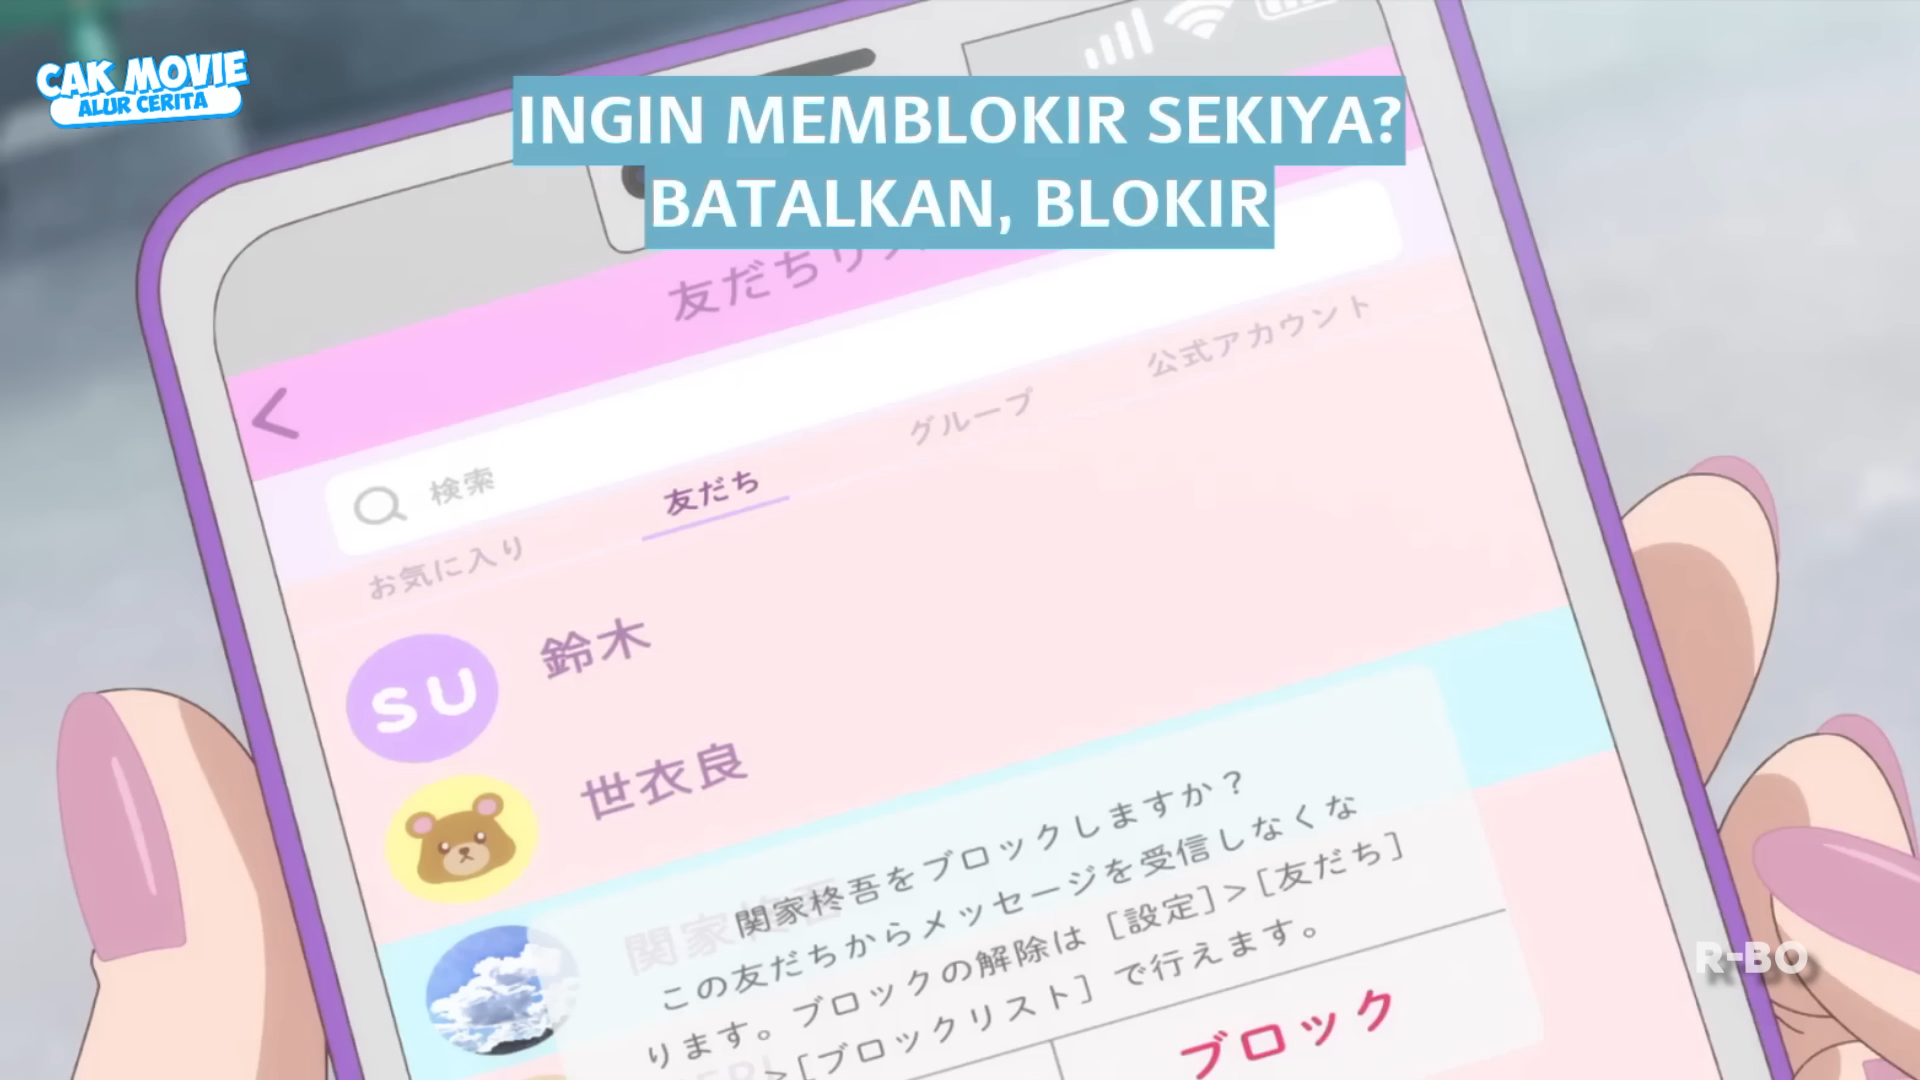 CAK MOVIE
ALUR CERITA
INGIN MEMBLOKIR SEKIYA?
BATALKAN, BLOKIR
友だちリス
検索
お気に入り
友だち
グループ
公式アカウント
SU
鈴木
世衣良
関家柊吾
関家柊吾をブロックしますか？
この友だちからメッセージを受信しなくな
ります。ブロックの解除は［設定］>［友だち］
>［ブロックリスト］で行えます。
ブロック
R-BO